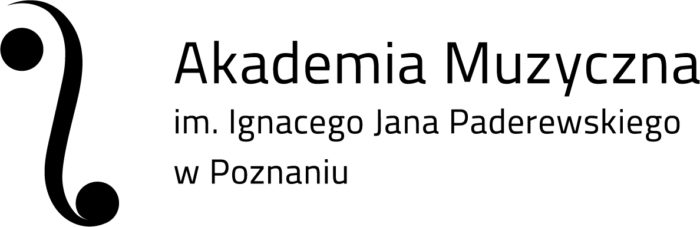 Akademia Muzyczna
im. Ignacego Jana Paderewskiego
w Poznaniu